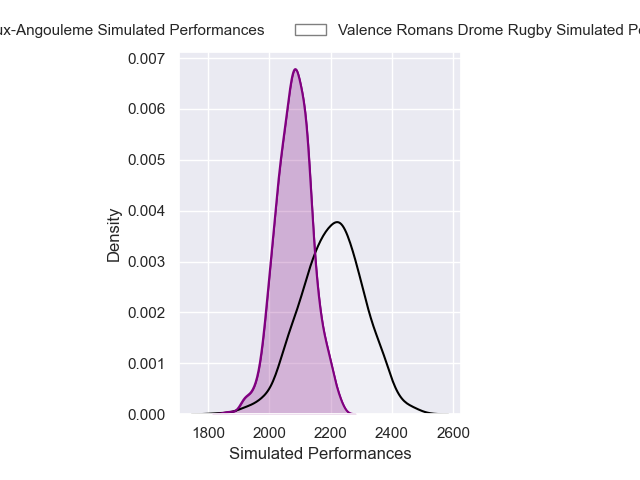 ux-Angouleme Simulated Performances
Valence Romans Drome Rugby Simulated Pe
0.007
0.006
0.005
0.004
0.003
0.002
0.001
0.000
Density
1800 2000 2200 2400 2600
Simulated Performances